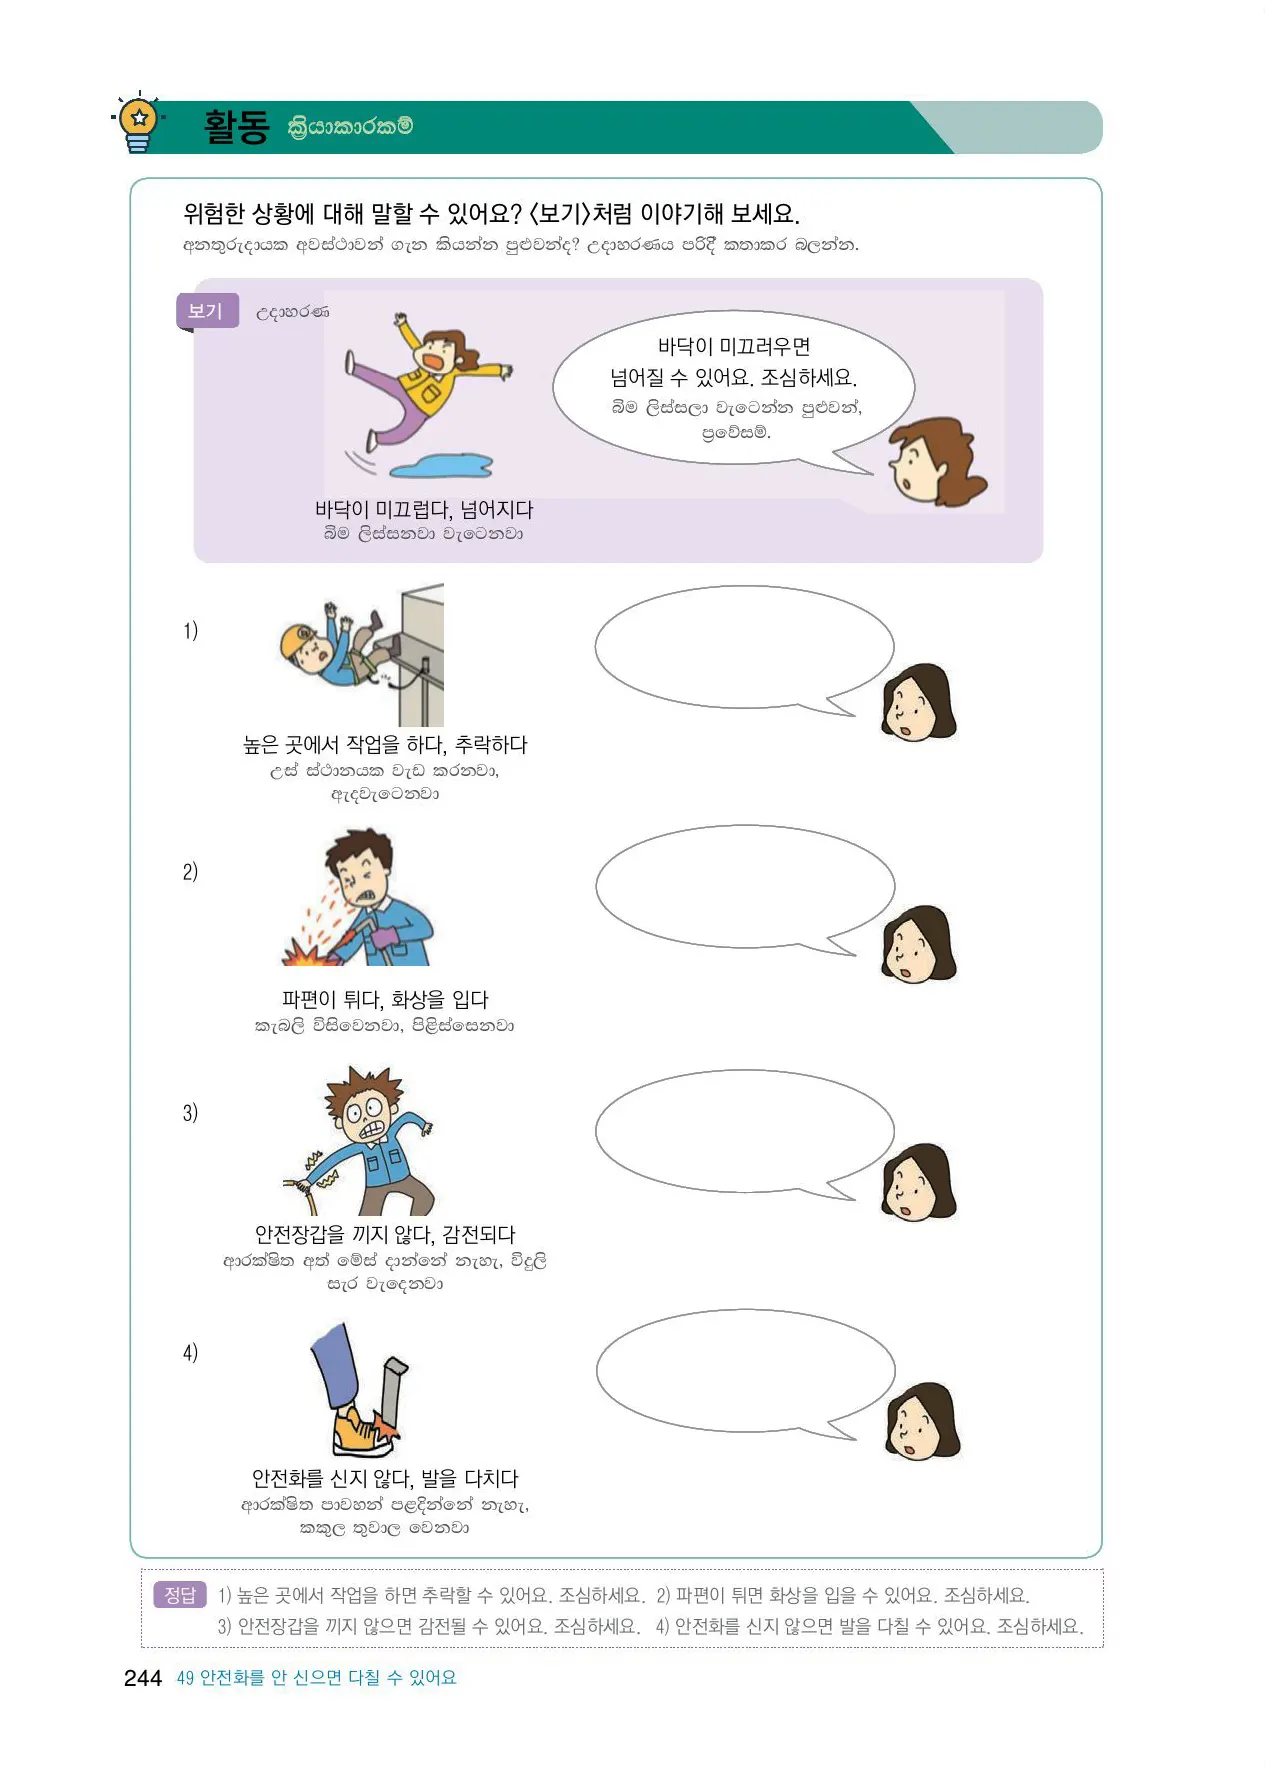 활동 ක්‍රියාකාරකම්
위험한 상황에 대해 말할 수 있어요? <보기>처럼 이야기해 보세요.
අනතුරුදායක අවස්ථාවන් ගැන කියන්න පුළුවන්ද? උදාහරණය පරිදි කතාකර බලන්න.
보기 උදාහරණ
바닥이 미끄러우면
넘어질 수 있어요. 조심하세요.
බිම ලිස්සලා වැටෙන්න පුළුවන්,
ප්‍රවේසම්.
바닥이 미끄럽다, 넘어지다
බිම ලිස්සනවා වැටෙනවා
1)
높은 곳에서 작업을 하다, 추락하다
උස් ස්ථානයක වැඩ කරනවා,
ඇදවැටෙනවා
2)
파편이 튀다, 화상을 입다
කැබලි විසිවෙනවා, පිළිස්සෙනවා
3)
안전장갑을 끼지 않다, 감전되다
ආරක්ෂිත අත් මේස් දාන්නේ නැහැ, විදුලි
සැර වැදෙනවා
4)
안전화를 신지 않다, 발을 다치다
ආරක්ෂිත පාවහන් පළදින්නේ නැහැ,
කකුල තුවාල වෙනවා
정답 1) 높은 곳에서 작업을 하면 추락할 수 있어요. 조심하세요. 2) 파편이 튀면 화상을 입을 수 있어요. 조심하세요.
3) 안전장갑을 끼지 않으면 감전될 수 있어요. 조심하세요. 4) 안전화를 신지 않으면 발을 다칠 수 있어요. 조심하세요.
244 49 안전화를 안 신으면 다칠 수 있어요